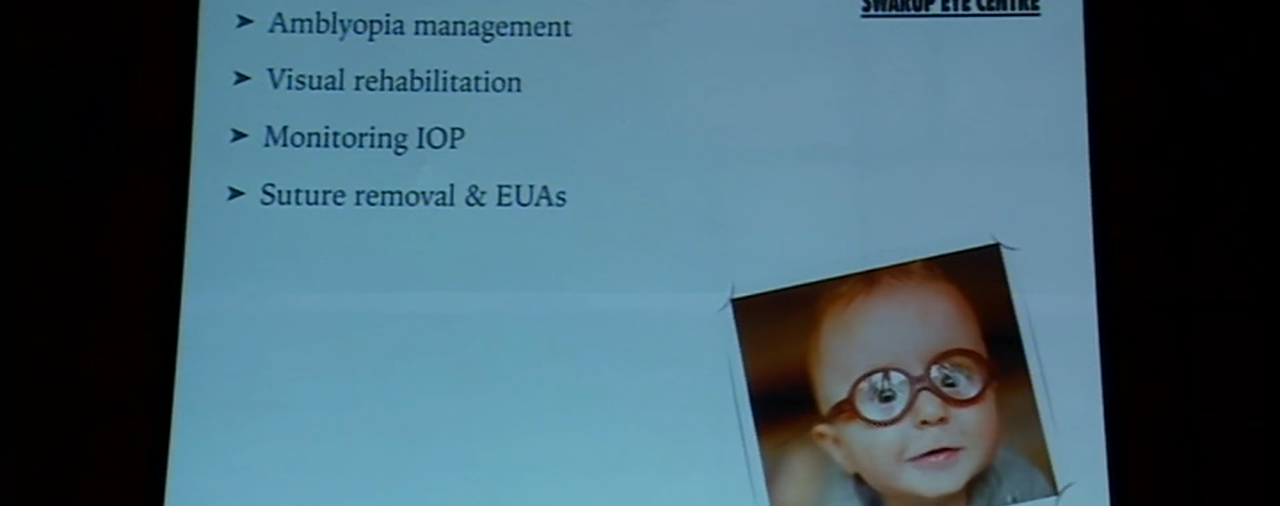 SWARUP EYE CENTRE
➤ Amblyopia management
➤ Visual rehabilitation
➤ Monitoring IOP
➤ Suture removal & EUAs